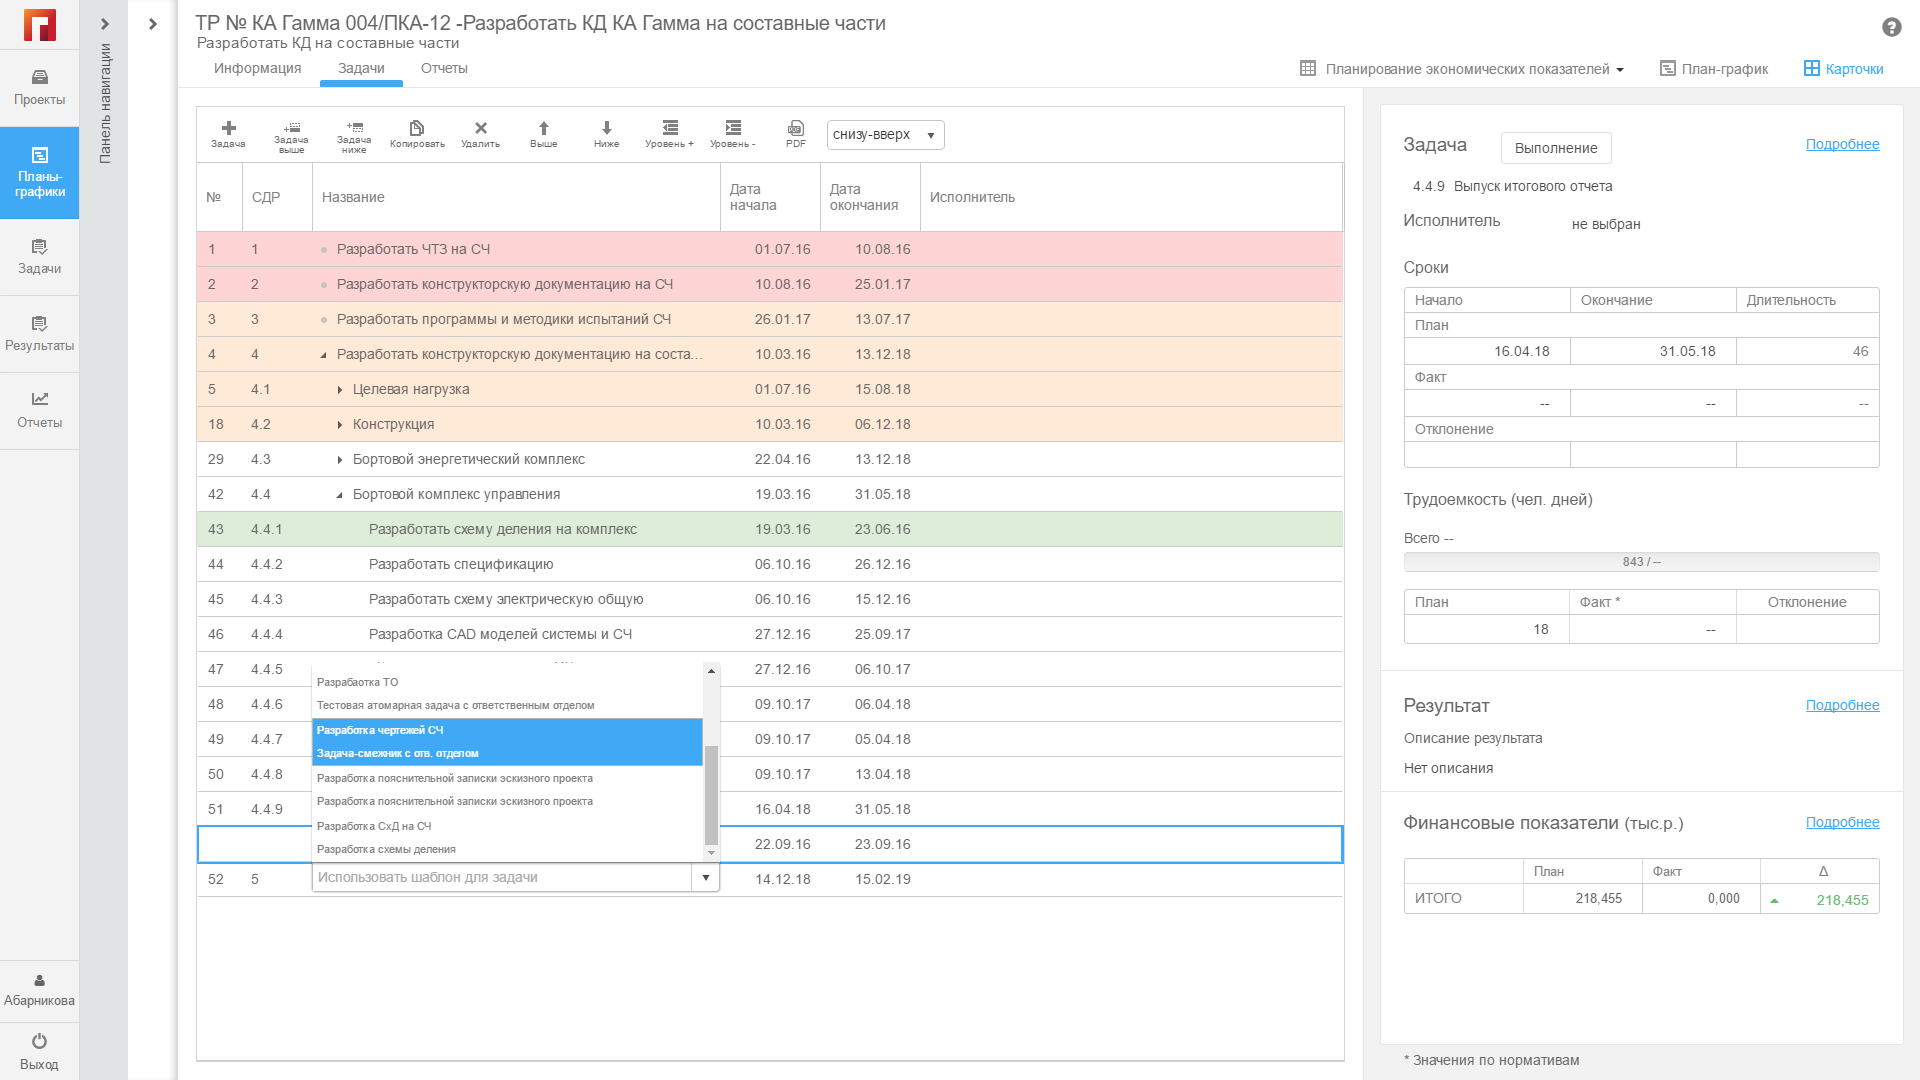 ТР № КА Гамма 004/ПКА-12 -Разработать КД КА Гамма на составные части
Разработать КД на составные части
Информация Задачи Отчеты
Планирование экономических показателей План-график Карточки
Панель навигации
Проекты
Планы-
графики
Задачи
Результаты
Отчеты
Абарникова
Выход
Задача
Задача
выше
Задача
ниже
Копировать
Удалить
Выше
Ниже
Уровень +
Уровень -
PDF
снизу-вверх
№ СДР Название Дата начала Дата окончания Исполнитель
1 1 Разработать ЧТЗ на СЧ 01.07.16 10.08.16
2 2 Разработать конструкторскую документацию на СЧ 10.08.16 25.01.17
3 3 Разработать программы и методики испытаний СЧ 26.01.17 13.07.17
4 4 Разработать конструкторскую документацию на соста... 10.03.16 13.12.18
5 4.1 Целевая нагрузка 01.07.16 15.08.18
18 4.2 Конструкция 10.03.16 06.12.18
29 4.3 Бортовой энергетический комплекс 22.04.16 13.12.18
42 4.4 Бортовой комплекс управления 19.03.16 31.05.18
43 4.4.1 Разработать схему деления на комплекс 19.03.16 23.06.16
44 4.4.2 Разработать спецификацию 06.10.16 26.12.16
45 4.4.3 Разработать схему электрическую общую 06.10.16 15.12.16
46 4.4.4 Разработка CAD моделей системы и СЧ 27.12.16 25.09.17
47 4.4.5 27.12.16 06.10.17
48 4.4.6 09.10.17 06.04.18
49 4.4.7 09.10.17 05.04.18
50 4.4.8 09.10.17 13.04.18
51 4.4.9 16.04.18 31.05.18
22.09.16 23.09.16
52 5 14.12.18 15.02.19
Разрабаотка ТО
Тестовая атомарная задача с ответственным отделом
Разработка чертежей СЧ
Задача-смежник с отв. отделом
Разработка пояснительной записки эскизного проекта
Разработка пояснительной записки эскизного проекта
Разработка СхД на СЧ
Разработка схемы деления
Использовать шаблон для задачи
Задача Выполнение Подробнее
4.4.9 Выпуск итогового отчета
Исполнитель не выбран
Сроки
Начало Окончание Длительность
План
16.04.18 31.05.18 46
Факт
-- -- --
Отклонение
Трудоемкость (чел. дней)
Всего --
843 / --
План Факт * Отклонение
18 --
Результат Подробнее
Описание результата
Нет описания
Финансовые показатели (тыс.р.) Подробнее
План Факт Δ
ИТОГО 218,455 0,000 218,455
* Значения по нормативам